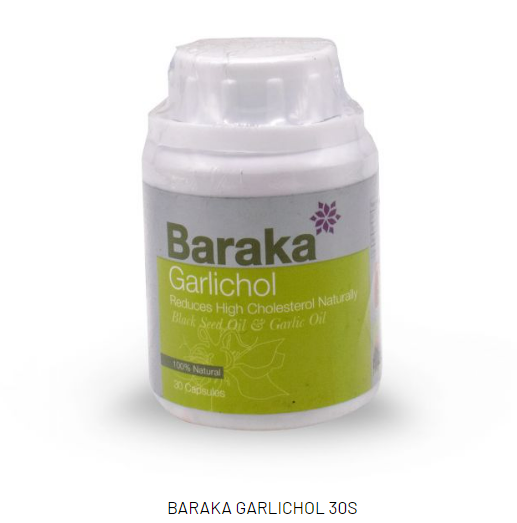 Baraka
Garlichol
Reduces High Cholesterol Naturally
Black Seed Oil & Garlic Oil
100% Natural
30 Capsules
BARAKA GARLICHOL 30S